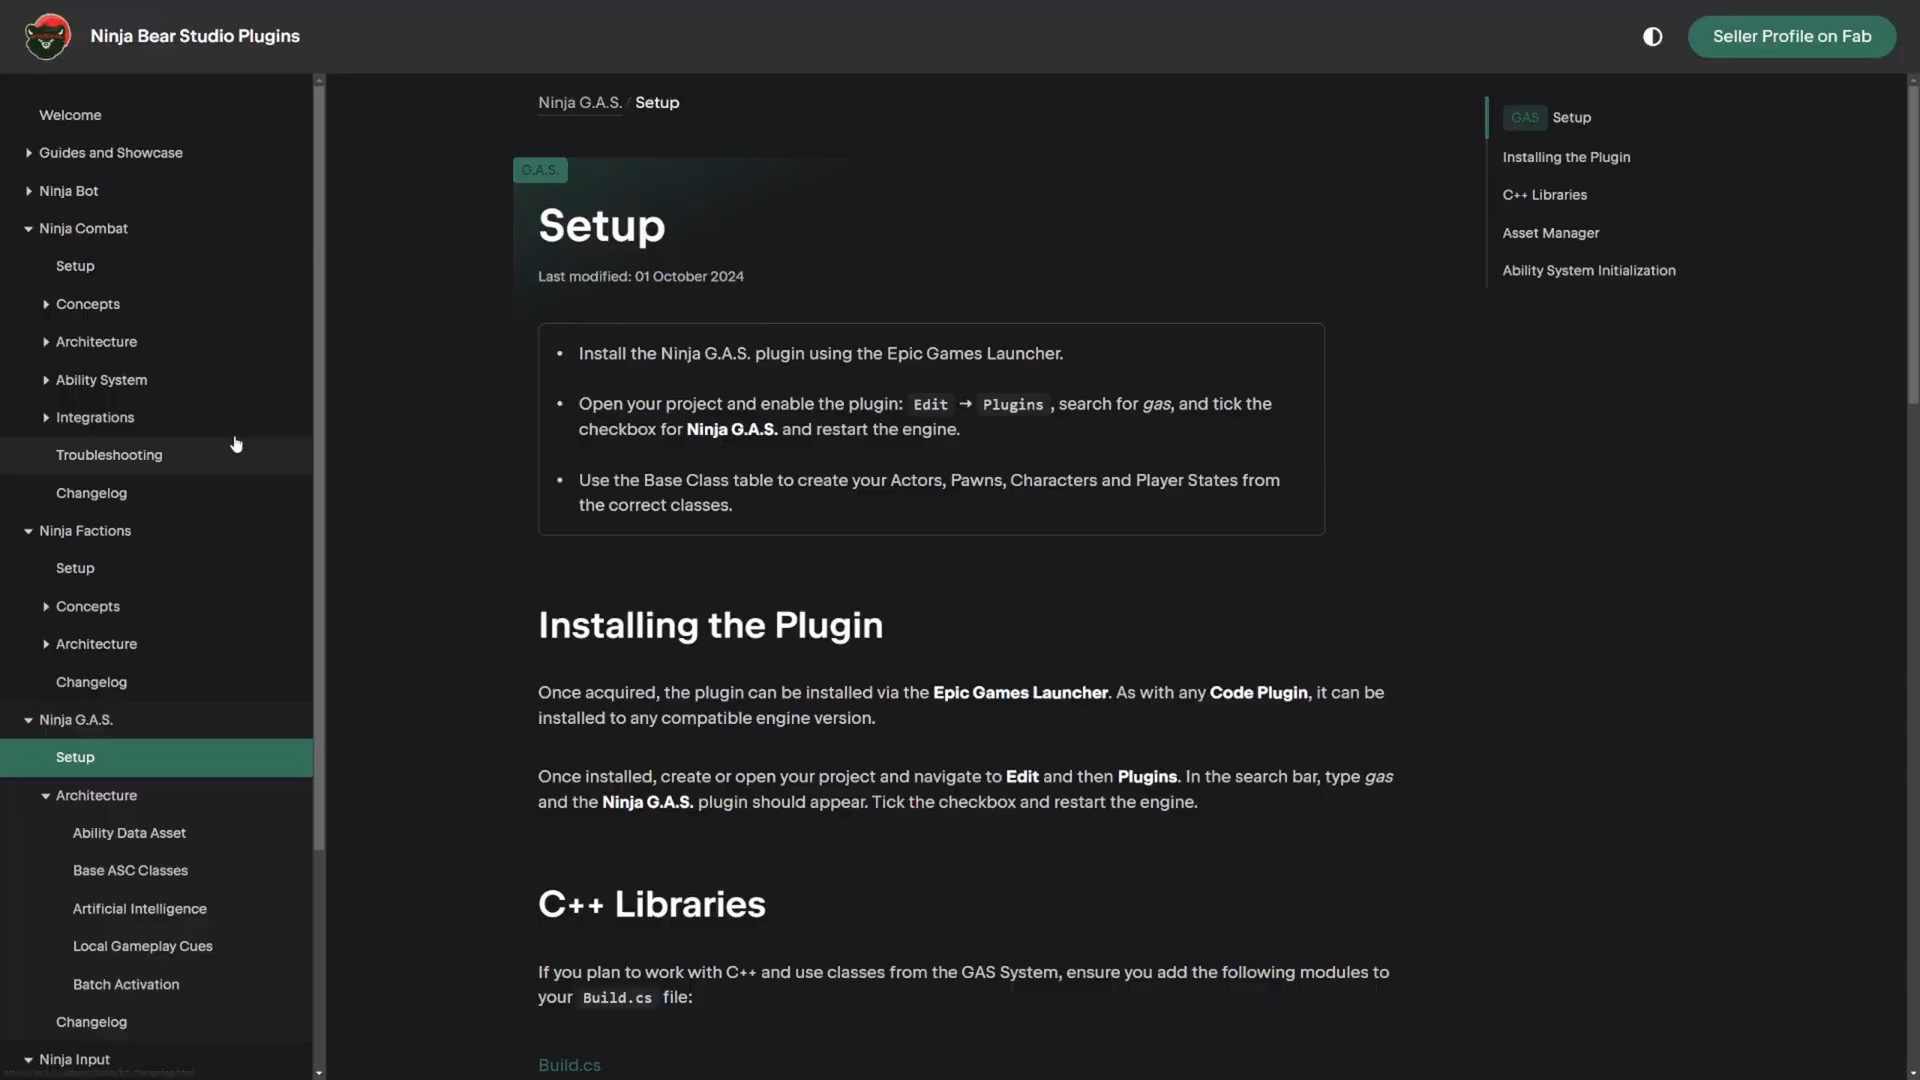 Ninja Bear Studio Plugins
Seller Profile on Fab
Welcome
Guides and Showcase
Ninja Bot
Ninja Combat
Setup
Concepts
Architecture
Ability System
Integrations
Troubleshooting
Changelog
Ninja Factions
Setup
Concepts
Architecture
Changelog
Ninja G.A.S.
Setup
Architecture
Ability Data Asset
Base ASC Classes
Artificial Intelligence
Local Gameplay Cues
Batch Activation
Changelog
Ninja Input
Ninja G.A.S. / Setup
G.A.S.
Setup
Last modified: 01 October 2024
• Install the Ninja G.A.S. plugin using the Epic Games Launcher.
• Open your project and enable the plugin: Edit → Plugins , search for gas, and tick the
checkbox for Ninja G.A.S. and restart the engine.
• Use the Base Class table to create your Actors, Pawns, Characters and Player States from
the correct classes.
Installing the Plugin
Once acquired, the plugin can be installed via the Epic Games Launcher. As with any Code Plugin, it can be
installed to any compatible engine version.
Once installed, create or open your project and navigate to Edit and then Plugins. In the search bar, type gas
and the Ninja G.A.S. plugin should appear. Tick the checkbox and restart the engine.
C++ Libraries
If you plan to work with C++ and use classes from the GAS System, ensure you add the following modules to
your Build.cs file:
Build.cs
GAS Setup
Installing the Plugin
C++ Libraries
Asset Manager
Ability System Initialization